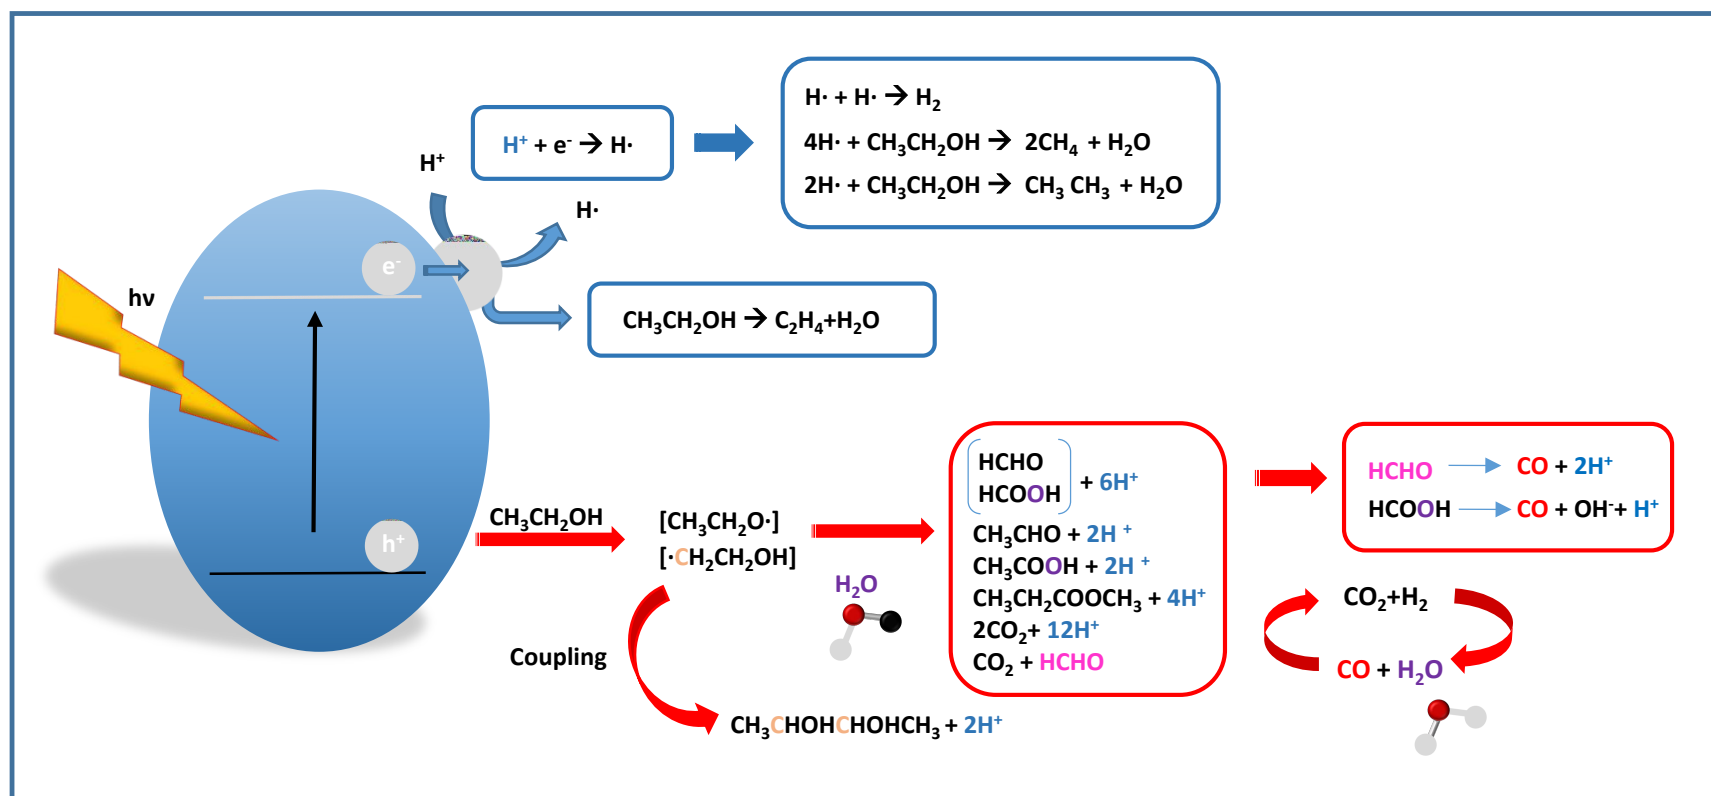 H⁺ + e⁻ → H·
H· + H· → H₂
4H· + CH₃CH₂OH → 2CH₄ + H₂O
2H· + CH₃CH₂OH → CH₃ CH₃ + H₂O
H⁺
H·
e⁻
hν
CH₃CH₂OH → C₂H₄+H₂O
h⁺
CH₃CH₂OH
[CH₃CH₂O·]
[·CH₂CH₂OH]
H₂O
Coupling
CH₃CHOHCHOHCH₃ + 2H⁺
HCHO
HCOOH + 6H⁺
CH₃CHO + 2H ⁺
CH₃COOH + 2H ⁺
CH₃CH₂COOCH₃ + 4H⁺
2CO₂+ 12H⁺
CO₂ + HCHO
HCHO → CO + 2H⁺
HCOOH → CO + OH⁻+ H⁺
CO₂+H₂
CO + H₂O